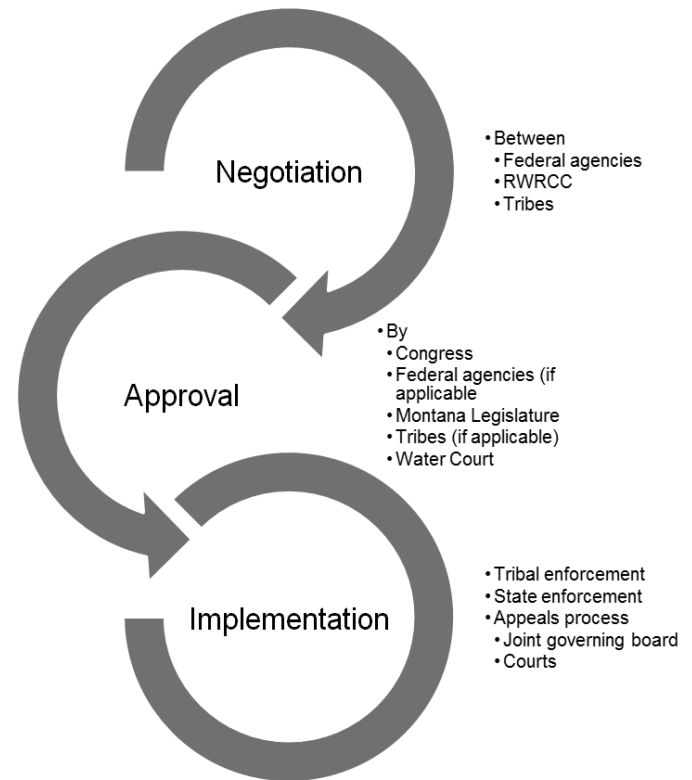 Negotiation
• Between
• Federal agencies
• RWRCC
• Tribes
Approval
• By
• Congress
• Federal agencies (if
applicable
• Montana Legislature
• Tribes (if applicable)
• Water Court
Implementation
• Tribal enforcement
• State enforcement
• Appeals process
• Joint governing board
• Courts